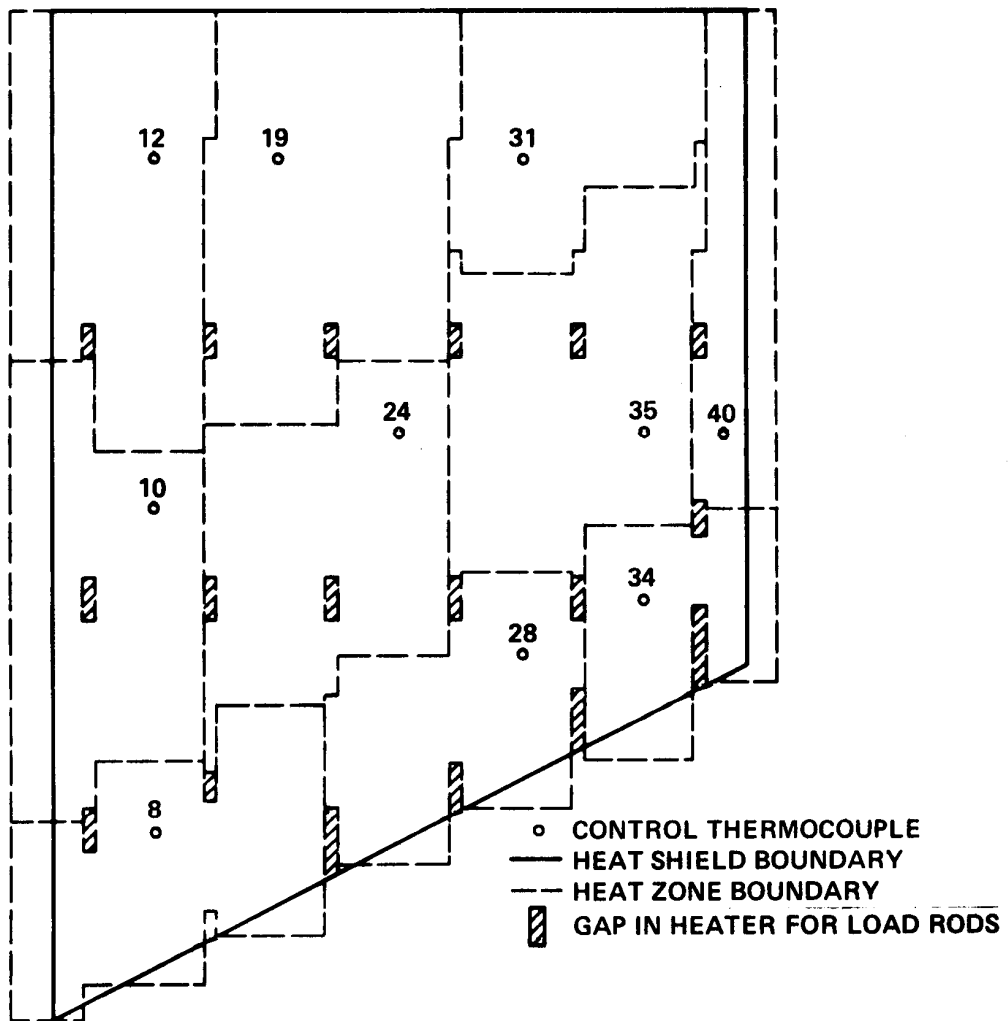 12
19
31
24
35
40
10
34
28
8
CONTROL THERMOCOUPLE
HEAT SHIELD BOUNDARY
HEAT ZONE BOUNDARY
GAP IN HEATER FOR LOAD RODS